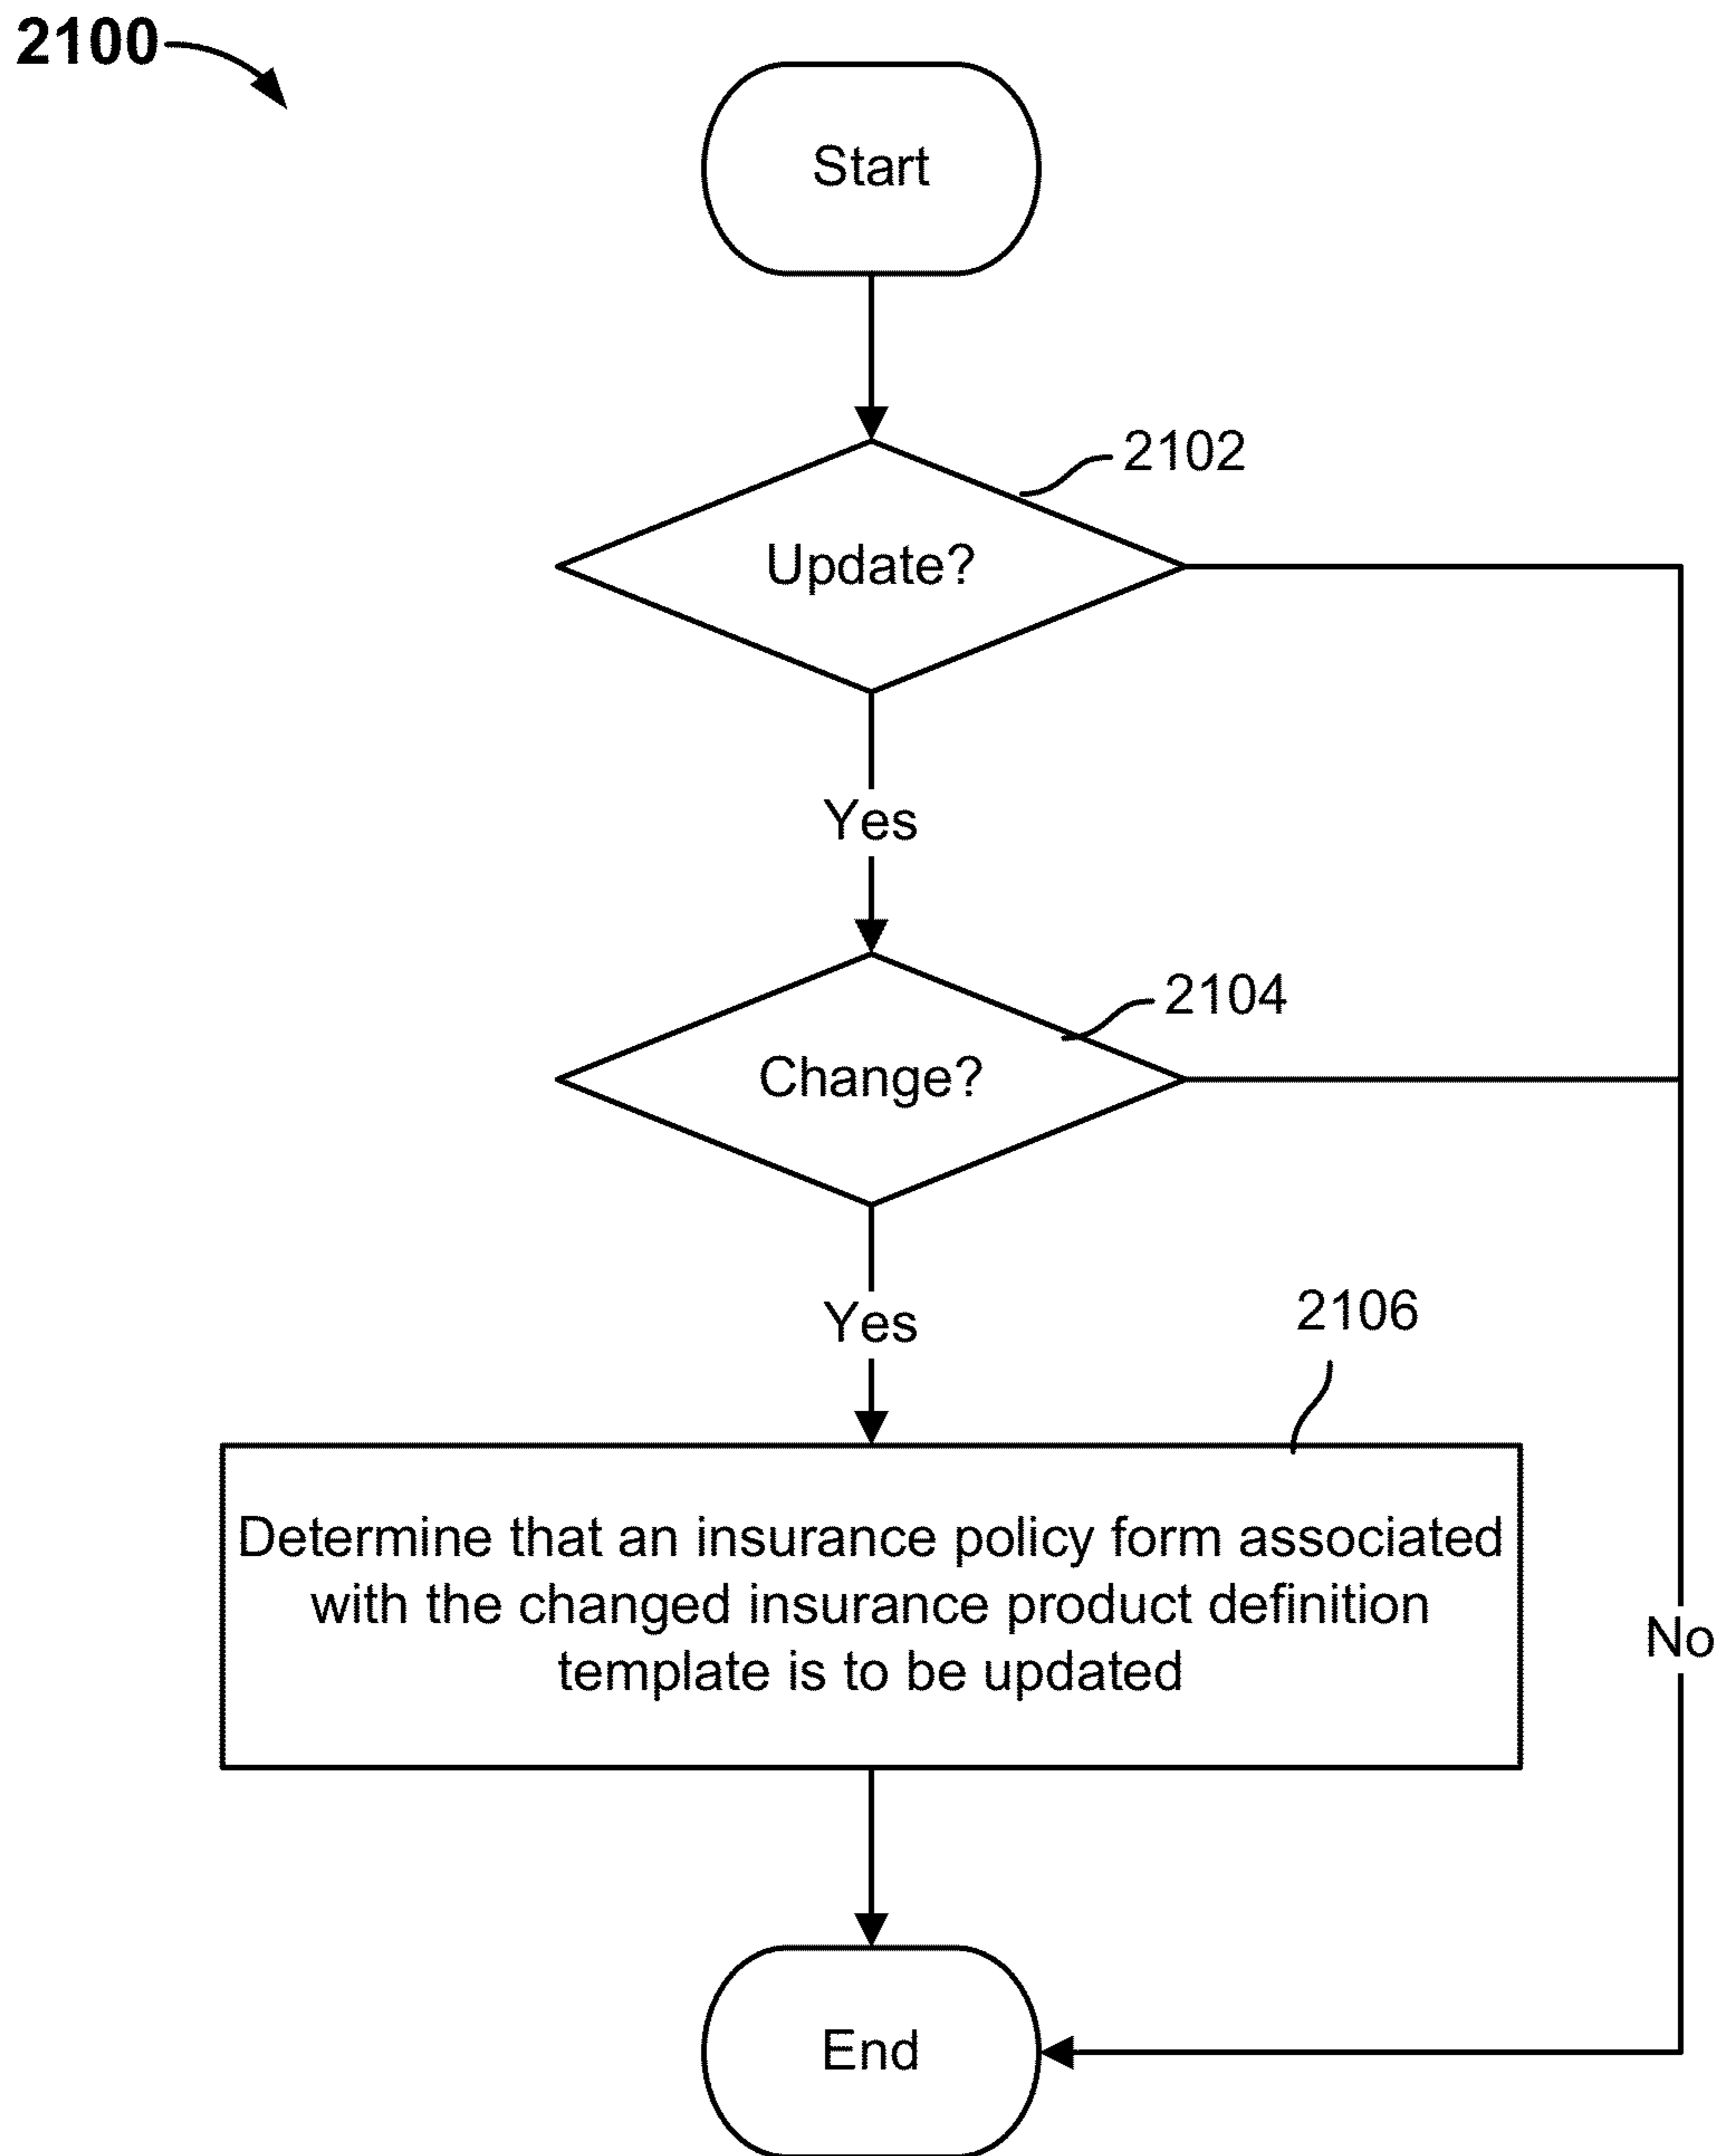 2100
Start
2102
Update?
Yes
2104
Change?
Yes
2106
Determine that an insurance policy form associated
with the changed insurance product definition
template is to be updated
No
End